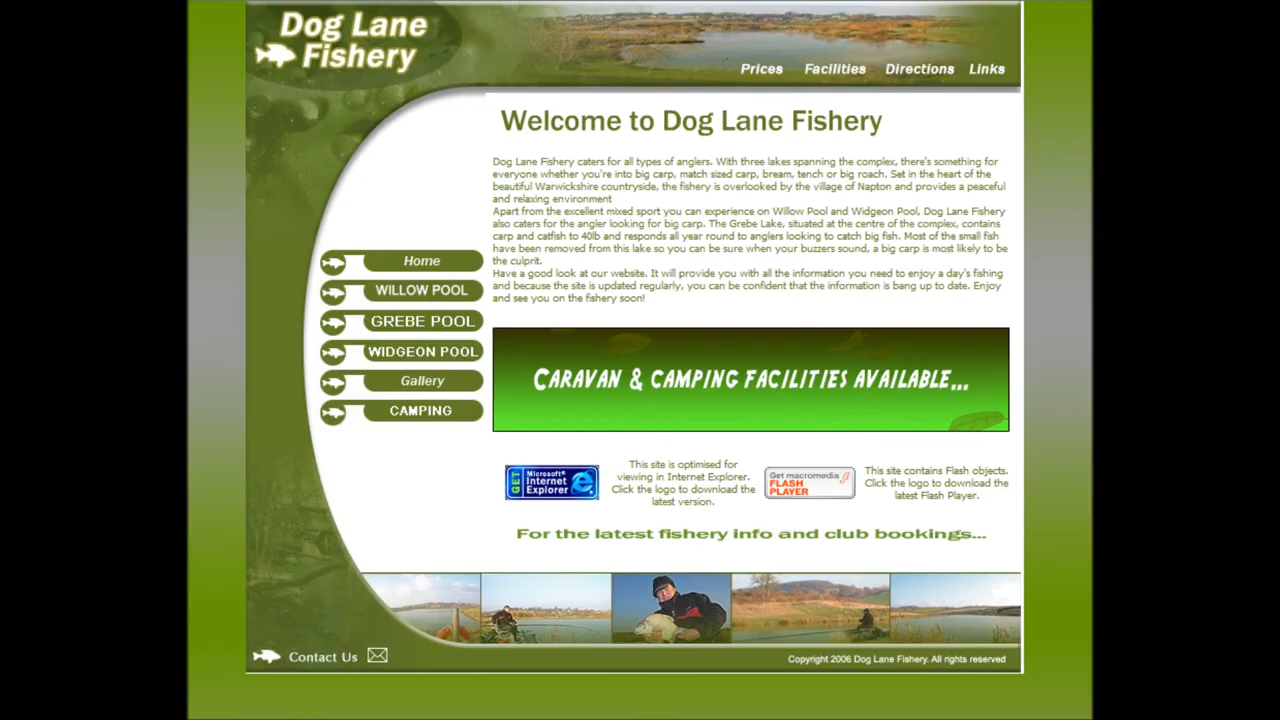 Dog Lane
Fishery
Prices
Facilities
Directions
Links
Welcome to Dog Lane Fishery
Dog Lane Fishery caters for all types of anglers. With three lakes spanning the complex, there's something for
everyone whether you're into big carp, match sized carp, bream, tench or big roach. Set in the heart of the
beautiful Warwickshire countryside, the fishery is overlooked by the village of Napton and provides a peaceful
and relaxing environment
Apart from the excellent mixed sport you can experience on Willow Pool and Widgeon Pool, Dog Lane Fishery
also caters for the angler looking for big carp. The Grebe Lake, situated at the centre of the complex, contains
carp and catfish to 40lb and responds all year round to anglers looking to catch big fish. Most of the small fish
have been removed from this lake so you can be sure when your buzzers sound, a big carp is most likely to be
the culprit.
Have a good look at our website. It will provide you with all the information you need to enjoy a day's fishing
and because the site is updated regularly, you can be confident that the information is bang up to date. Enjoy
and see you on the fishery soon!
Home
WILLOW POOL
GREBE POOL
WIDGEON POOL
Gallery
CAMPING
CARAVAN & CAMPING FACILITIES AVAILABLE...
GET
Microsoft®
Internet
Explorer
This site is optimised for
viewing in Internet Explorer.
Click the logo to download the
latest version.
Get macromedia
FLASH
PLAYER
This site contains Flash objects.
Click the logo to download the
latest Flash Player.
For the latest fishery info and club bookings...
Contact Us
Copyright 2006 Dog Lane Fishery. All rights reserved